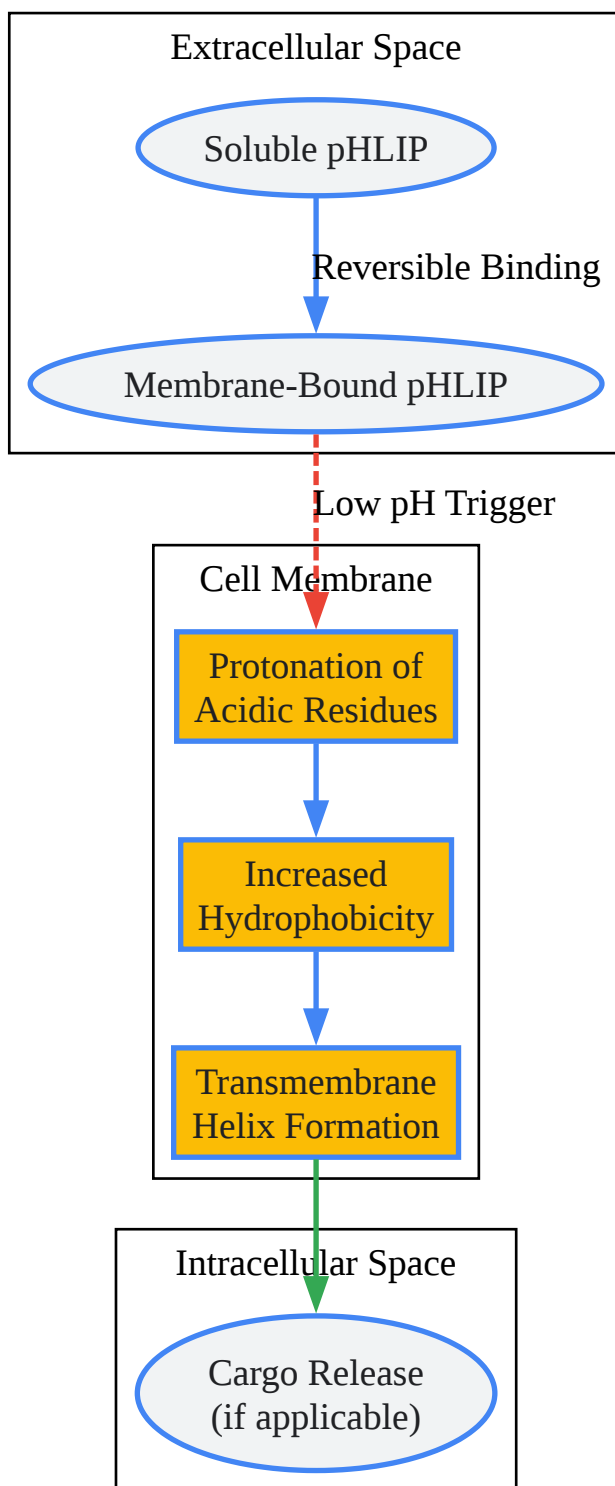 Extracellular Space
Soluble pHLIP
Reversible Binding
Membrane-Bound pHLIP
Low pH Trigger
Cell Membrane
Protonation of
Acidic Residues
Increased
Hydrophobicity
Transmembrane
Helix Formation
Intracellular Space
Cargo Release
(if applicable)